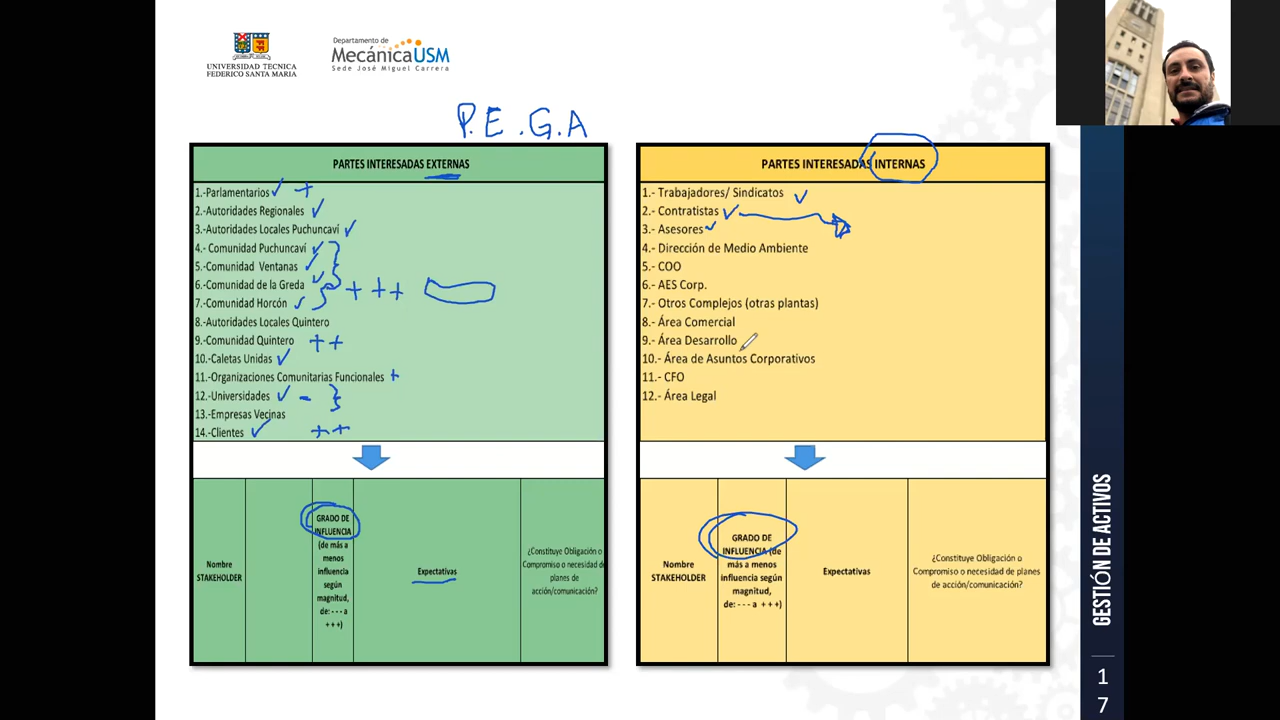 UNIVERSIDAD TECNICA
FEDERICO SANTA MARIA
Departamento de
MecánicaUSM
Sede José Miguel Carrera
P.E.G.A
PARTES INTERESADAS EXTERNAS
1.-Parlamentarios ✓ +
2.-Autoridades Regionales ✓
3.-Autoridades Locales Puchuncaví ✓
4.- Comunidad Puchuncaví ✓
5.-Comunidad Ventanas ✓
6.-Comunidad de la Greda ✓
+ + +
7.-Comunidad Horcón ✓
8.-Autoridades Locales Quintero
9.-Comunidad Quintero + +
10.-Caletas Unidas ✓
11.-Organizaciones Comunitarias Funcionales +
12.-Universidades ✓ -
13.-Empresas Vecinas
14.-Clientes ✓ + +
Nombre
STAKEHOLDER
GRADO DE
INFLUENCIA
(de más a
menos
influencia
según
magnitud,
de: - - - a
+ + +)
Expectativas
¿Constituye Obligación o
Compromiso o necesidad de
planes de
acción/comunicación?
PARTES INTERESADAS INTERNAS
1.- Trabajadores/ Sindicatos ✓
2.- Contratistas ✓
3.- Asesores ✓
4.- Dirección de Medio Ambiente
5.- COO
6.- AES Corp.
7.- Otros Complejos (otras plantas)
8.- Área Comercial
9.- Área Desarrollo
10.- Área de Asuntos Corporativos
11.- CFO
12.- Área Legal
Nombre
STAKEHOLDER
GRADO DE
INFLUENCIA (de
más a menos
influencia según
magnitud,
de: - - - a + + +)
Expectativas
¿Constituye Obligación o
Compromiso o necesidad de planes
de acción/comunicación?
GESTIÓN DE ACTIVOS
1
7